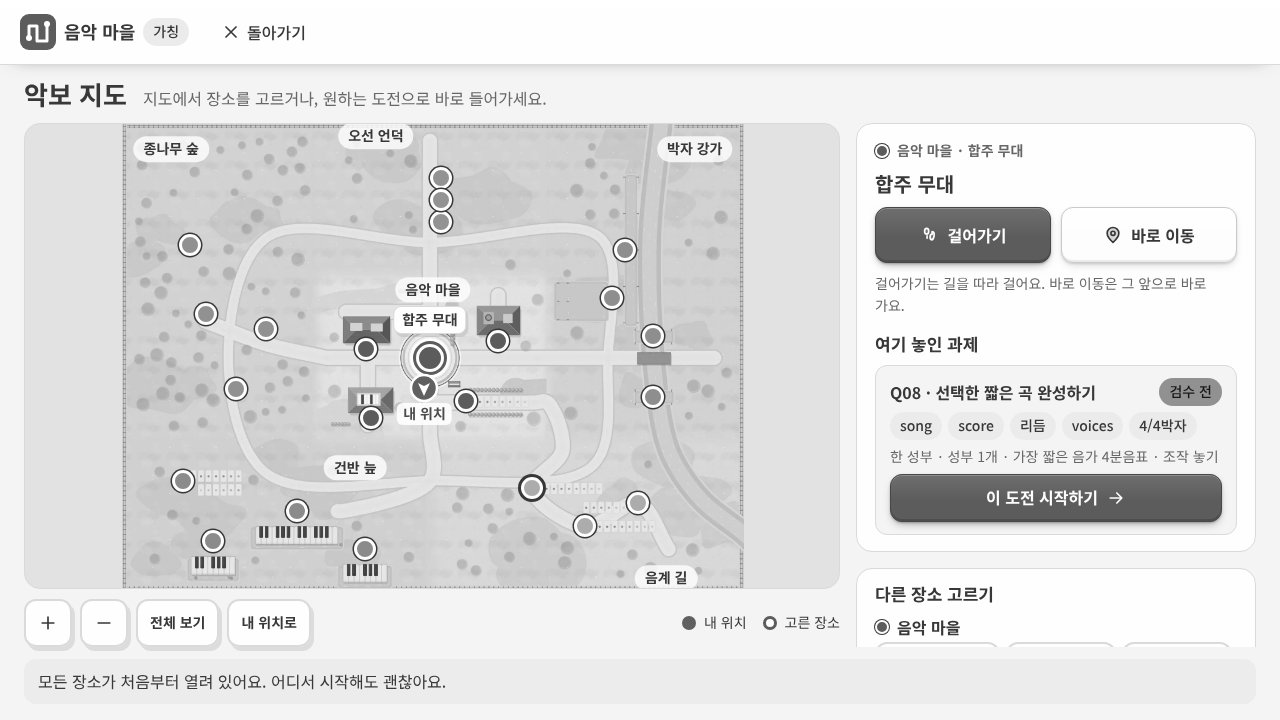 음악 마을 가칭 돌아가기
악보 지도 지도에서 장소를 고르거나, 원하는 도전으로 바로 들어가세요.
종나무 숲
오선 언덕
박자 강가
음악 마을
합주 무대
내 위치
건반 늪
음계 길
+ − 전체 보기 내 위치로
내 위치 고른 장소
음악 마을 · 합주 무대
합주 무대
걸어가기 바로 이동
걸어가기는 길을 따라 걸어요. 바로 이동은 그 앞으로 바로
가요.
여기 놓인 과제
Q08 · 선택한 짧은 곡 완성하기 검수 전
song score 리듬 voices 4/4박자
한 성부 · 성부 1개 · 가장 짧은 음가 4분음표 · 조작 놓기
이 도전 시작하기 →
다른 장소 고르기
음악 마을
모든 장소가 처음부터 열려 있어요. 어디서 시작해도 괜찮아요.